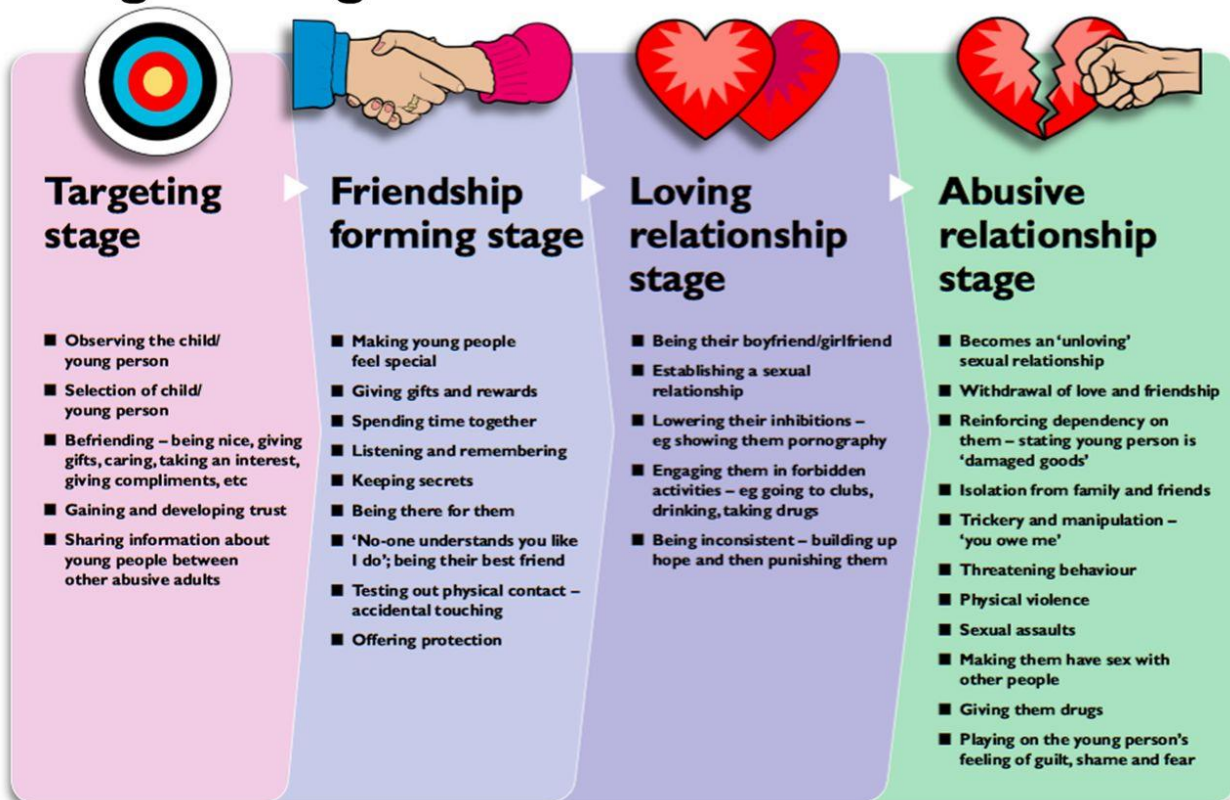 Targeting
stage
■ Observing the child/
young person
■ Selection of child/
young person
■ Befriending – being nice, giving
gifts, caring, taking an interest,
giving compliments, etc
■ Gaining and developing trust
■ Sharing information about
young people between
other abusive adults
Friendship
forming stage
■ Making young people
feel special
■ Giving gifts and rewards
■ Spending time together
■ Listening and remembering
■ Keeping secrets
■ Being there for them
■ ‘No-one understands you like
I do’; being their best friend
■ Testing out physical contact –
accidental touching
■ Offering protection
Loving
relationship
stage
■ Being their boyfriend/girlfriend
■ Establishing a sexual
relationship
■ Lowering their inhibitions –
eg showing them pornography
■ Engaging them in forbidden
activities – eg going to clubs,
drinking, taking drugs
■ Being inconsistent – building up
hope and then punishing them
Abusive
relationship
stage
■ Becomes an ‘unloving’
sexual relationship
■ Withdrawal of love and friendship
■ Reinforcing dependency on
them – stating young person is
‘damaged goods’
■ Isolation from family and friends
■ Trickery and manipulation –
‘you owe me’
■ Threatening behaviour
■ Physical violence
■ Sexual assaults
■ Making them have sex with
other people
■ Giving them drugs
■ Playing on the young person’s
feeling of guilt, shame and fear